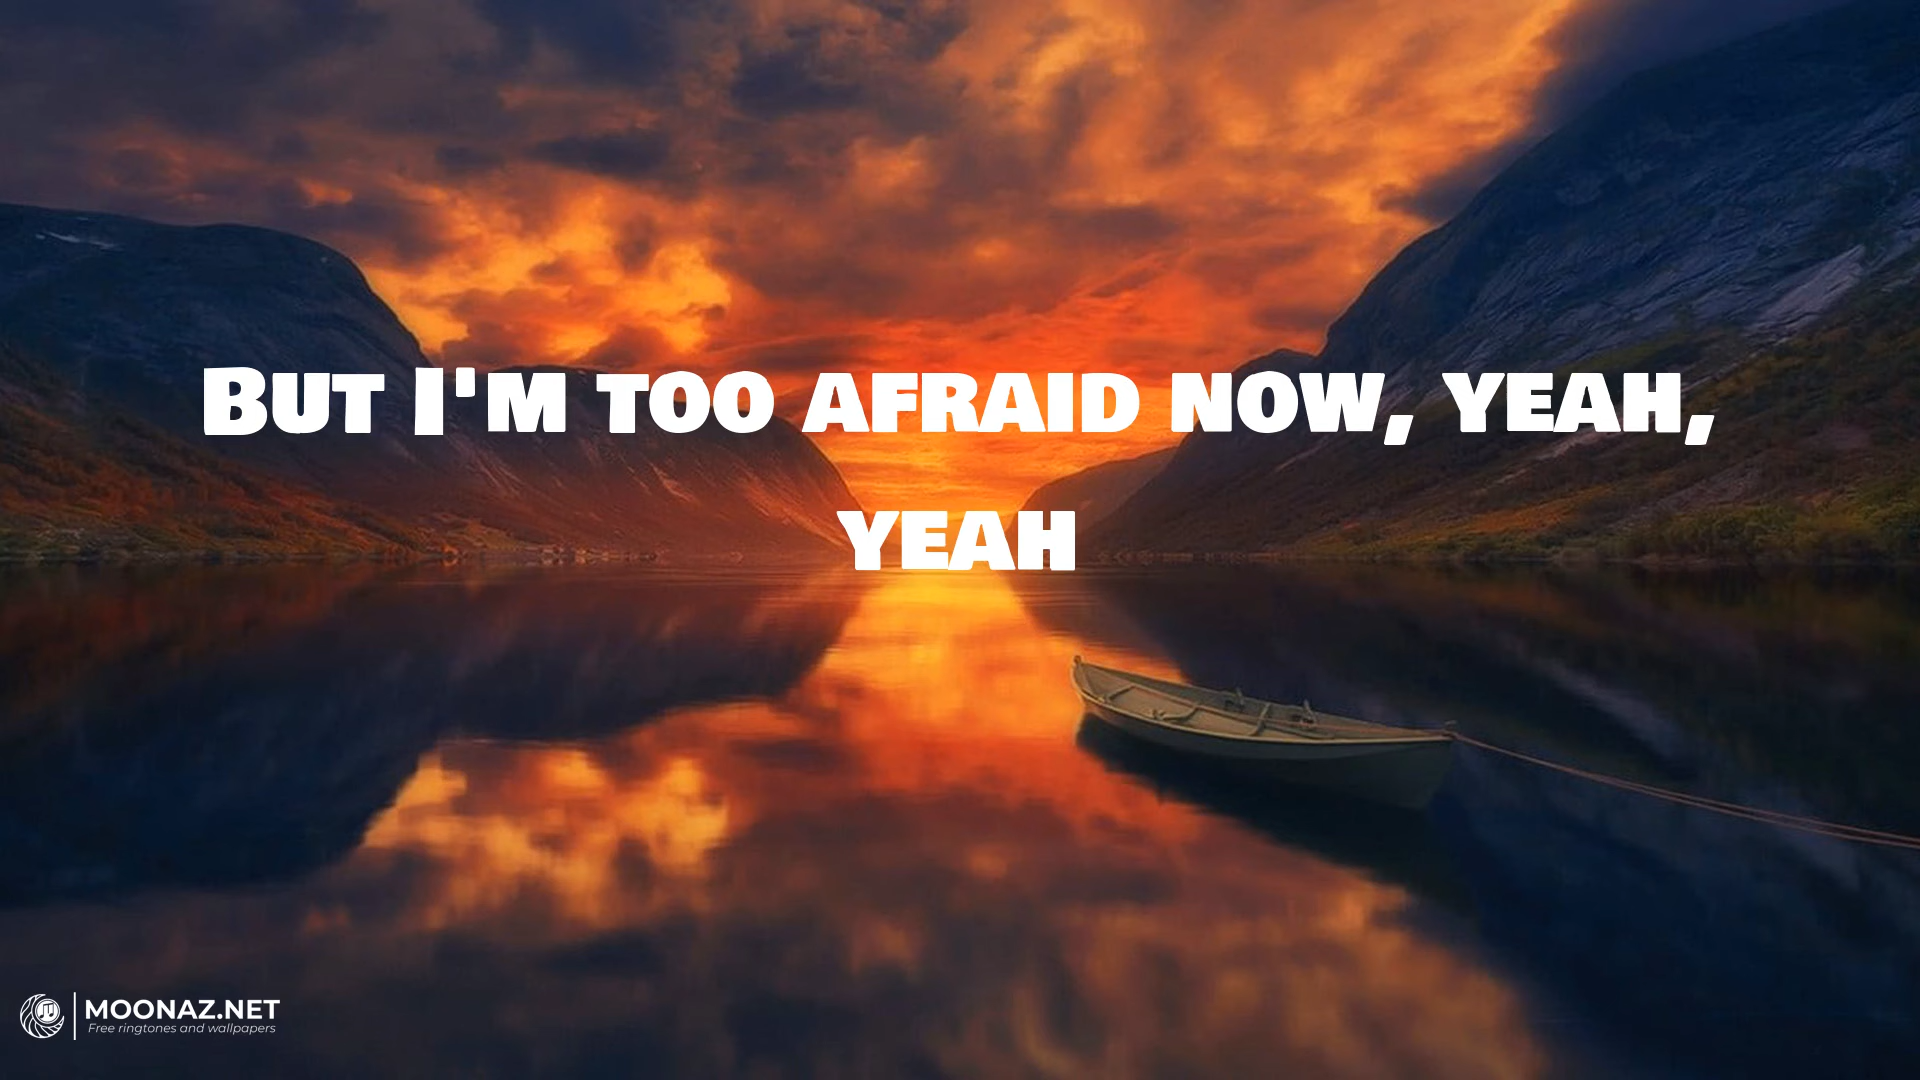 But I'm too afraid now, yeah,
yeah
MOONAZ.NET
Free ringtones and wallpapers